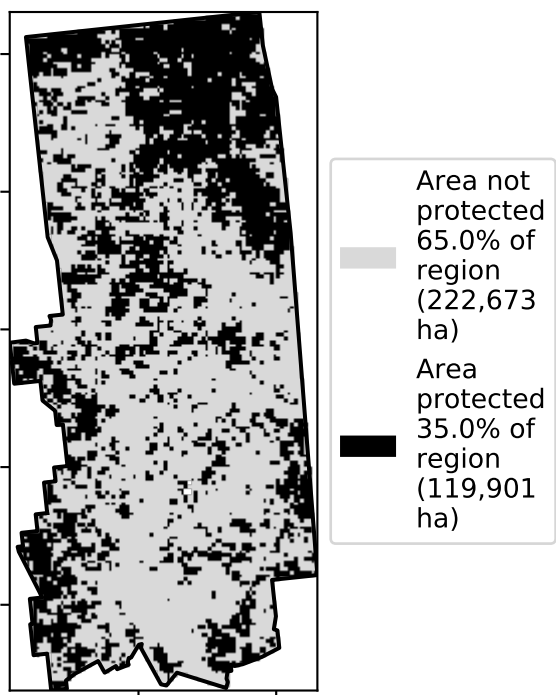 Area not
protected
65.0% of
region
(222,673
ha)
Area
protected
35.0% of
region
(119,901
ha)